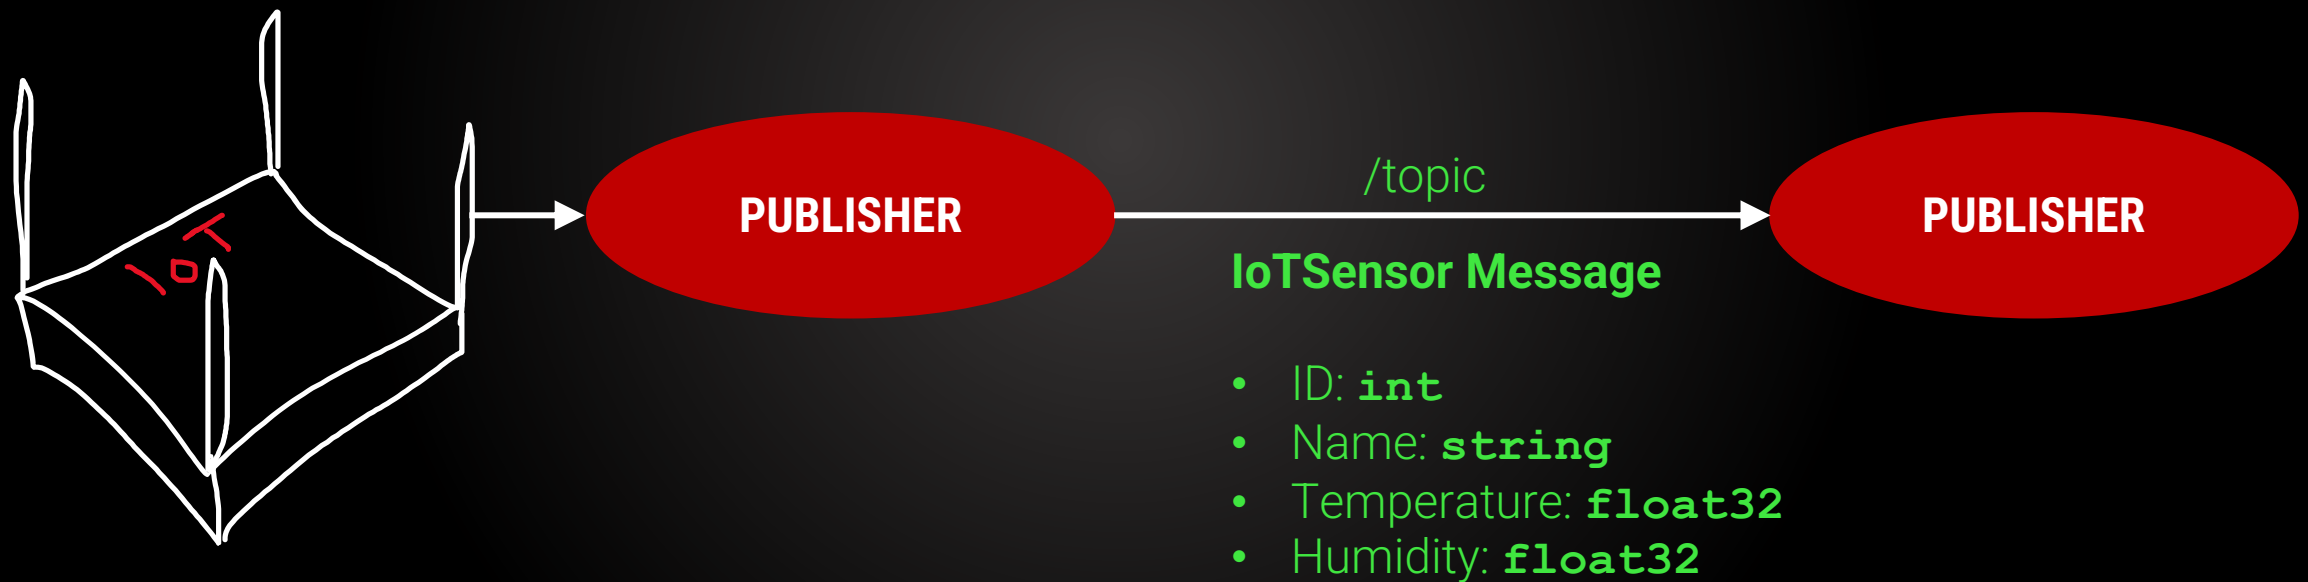 IoT
PUBLISHER
/topic
IoTSensor Message
• ID: int
• Name: string
• Temperature: float32
• Humidity: float32
PUBLISHER